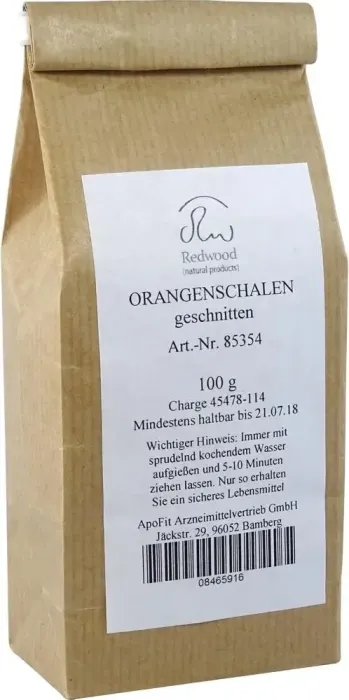 Redwood
[natural products]
ORANGENSCHALEN
geschnitten
Art.-Nr. 85354
100 g
Charge 45478-114
Mindestens haltbar bis 21.07.18
Wichtiger Hinweis: Immer mit
sprudelnd kochendem Wasser
aufgießen und 5-10 Minuten
ziehen lassen. Nur so erhalten
Sie ein sicheres Lebensmittel
ApoFit Arzneimittelvertrieb GmbH
Jäckstr. 29, 96052 Bamberg
08465916